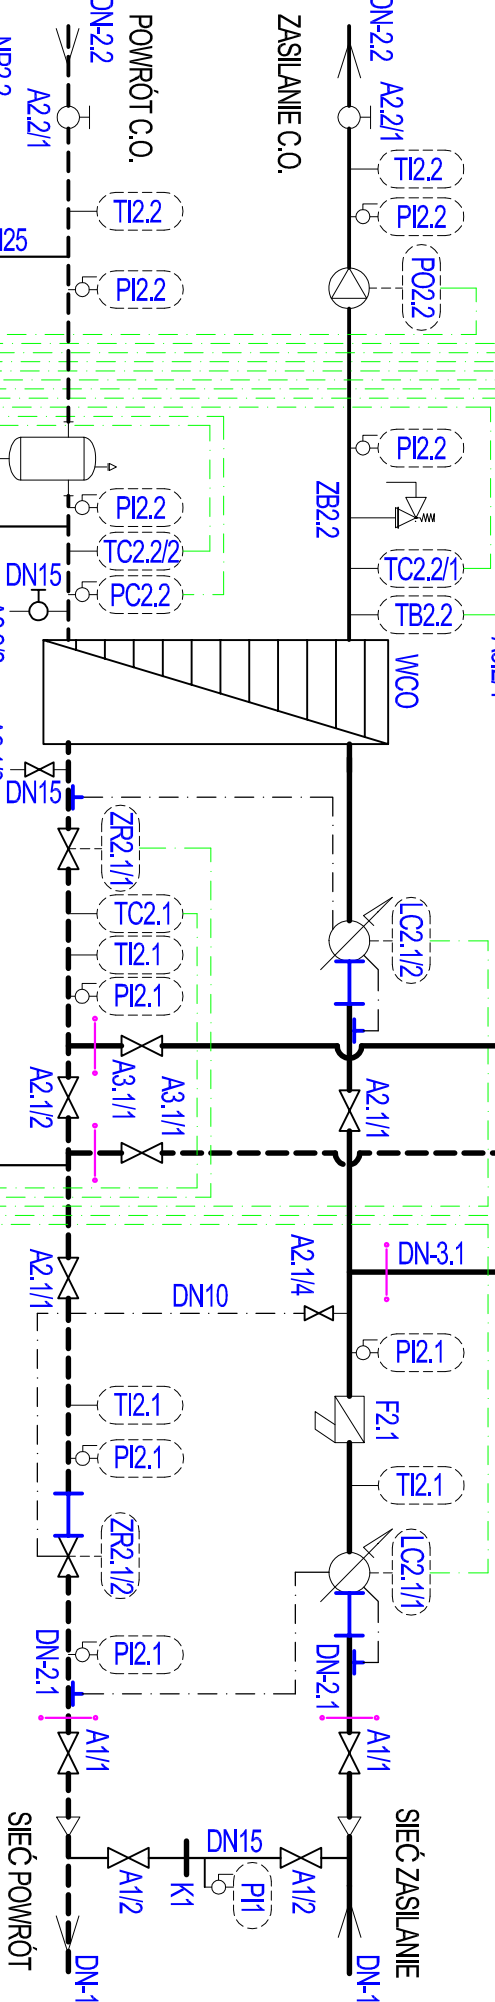 DN-2.2
POWRÓT C.O.
ZASILANIE C.O.
DN-2.2
A2.2/1
A2.2/1
TI2.2
TI2.2
PI2.2
PO2.2
PI2.2
PI2.2
ZB2.2
PI2.2
TC2.2/2
TC2.2/1
DN15
PC2.2
TB2.2
WCO
DN15
ZR2.1/1
TC2.1
LC2.1/2
TI2.1
PI2.1
A3.1/1
A3.1/1
A2.1/2
A2.1/1
A2.1/1
DN10
A2.1/4
DN-3.1
PI2.1
TI2.1
F2.1
PI2.1
TI2.1
ZR2.1/2
LC2.1/1
DN-2.1
PI2.1
DN-2.1
A1/1
A1/1
SIEĆ POWRÓT
SIEĆ ZASILANIE
DN15
A1/2
K1
PI1
A1/2
DN-1
DN-1